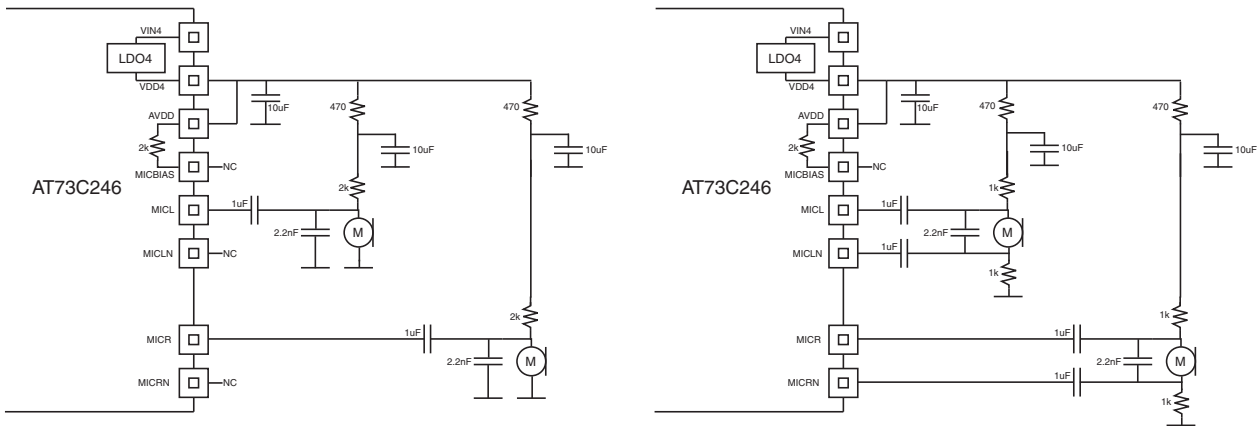 VIN4
LDO4
VDD4
10uF
470
470
AVDD
2k
10uF
10uF
MICBIAS
NC
AT73C246
2k
MICL
1uF
2.2nF
M
MICLN
NC
2k
MICR
1uF
2.2nF
M
MICRN
NC
VIN4
LDO4
VDD4
10uF
470
470
AVDD
2k
10uF
10uF
MICBIAS
NC
AT73C246
1k
MICL
1uF
2.2nF
M
MICLN
1uF
1k
1k
MICR
1uF
2.2nF
M
MICRN
1uF
1k